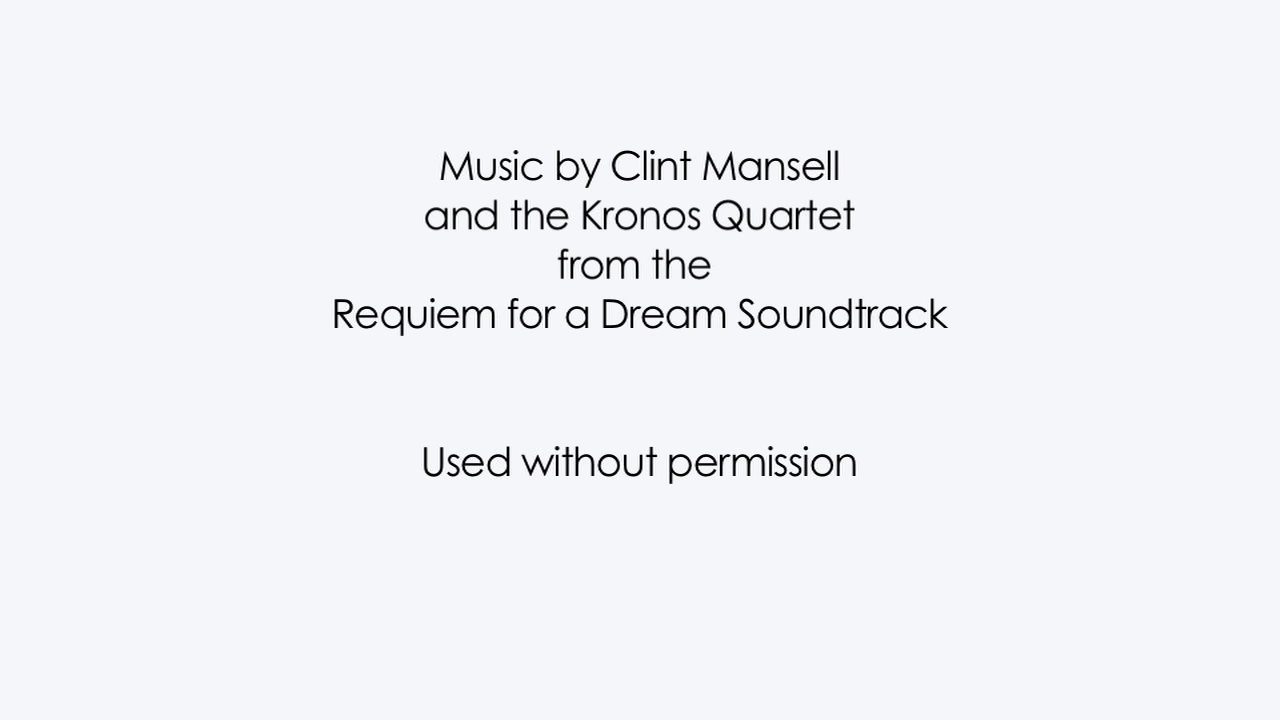 Music by Clint Mansell
and the Kronos Quartet
from the
Requiem for a Dream Soundtrack
Used without permission